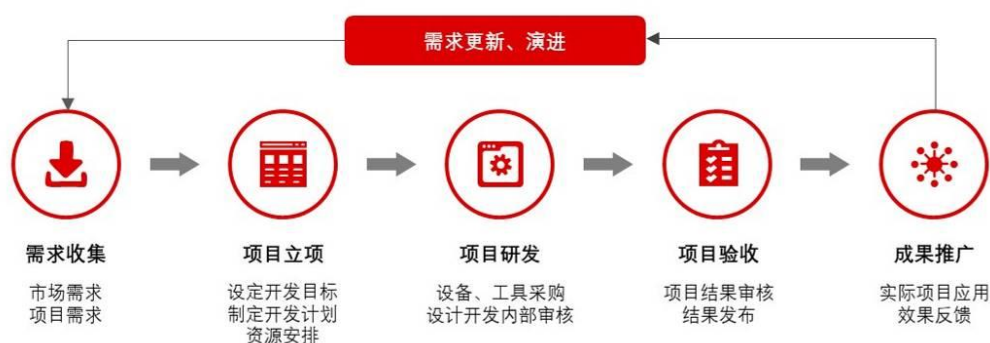 需求更新、演进
需求收集
市场需求
项目需求
项目立项
设定开发目标
制定开发计划
资源安排
项目研发
设备、工具采购
设计开发内部审核
项目验收
项目结果审核
结果发布
成果推广
实际项目应用
效果反馈